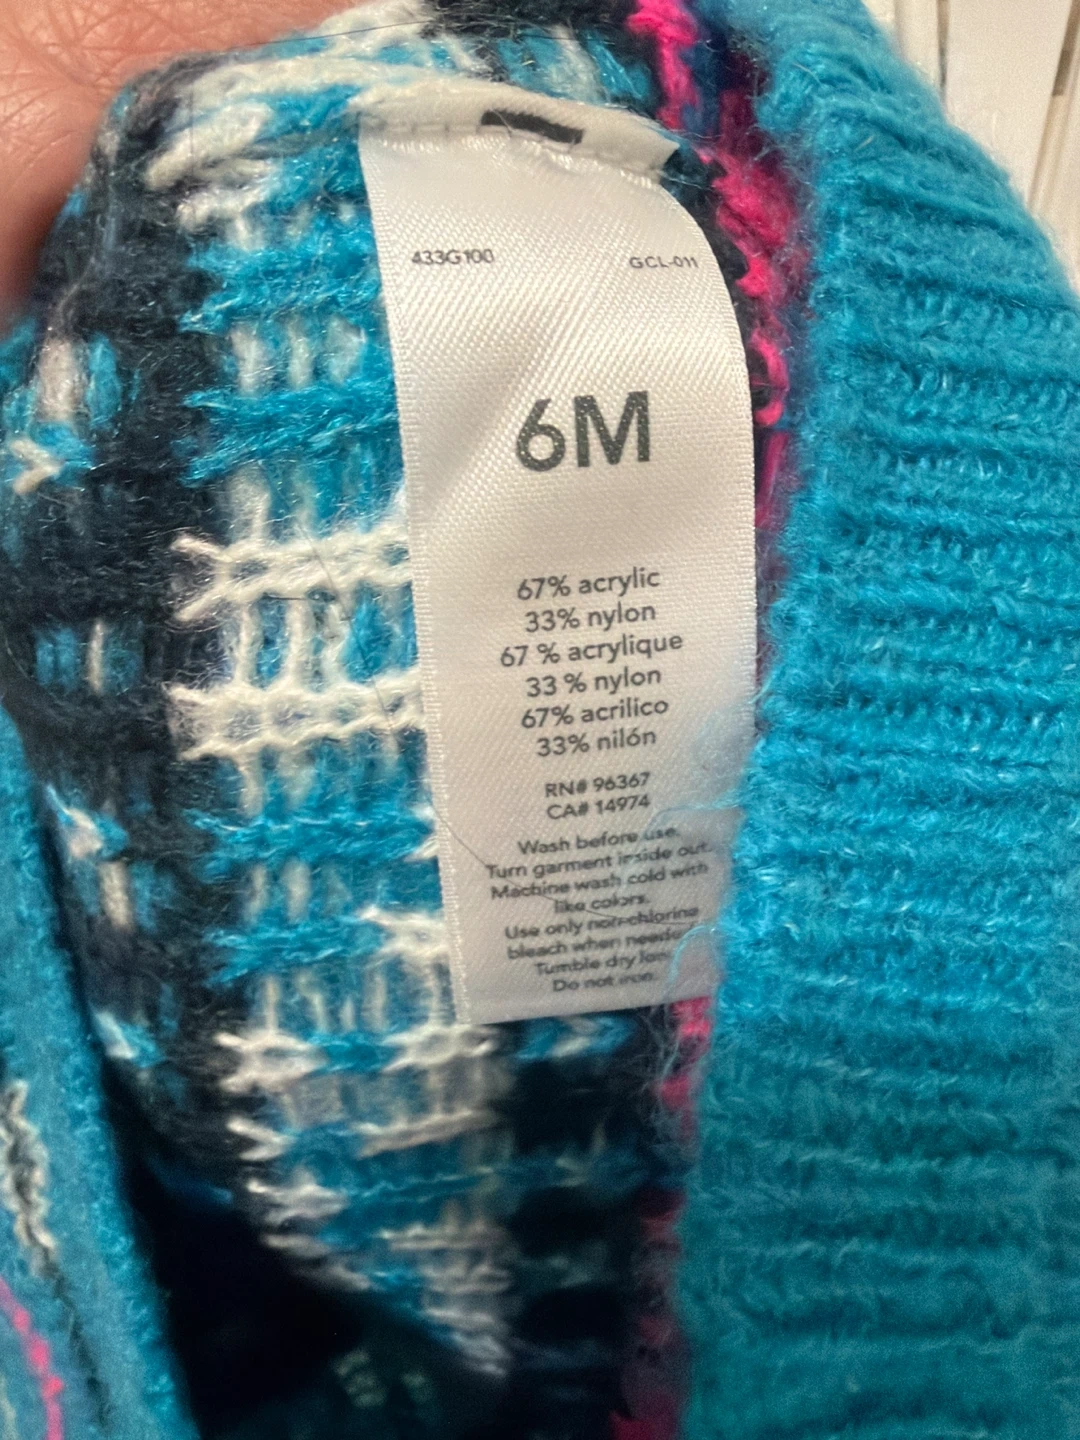 433G100 GCL-011
6M
67% acrylic
33% nylon
67 % acrylique
33 % nylon
67% acrilico
33% nilón
RN# 96367
CA# 14974
Wash before use.
Turn garment inside out.
Machine wash cold with
like colors.
Use only non-chlorine
bleach when needed
Tumble dry low
Do not iron.